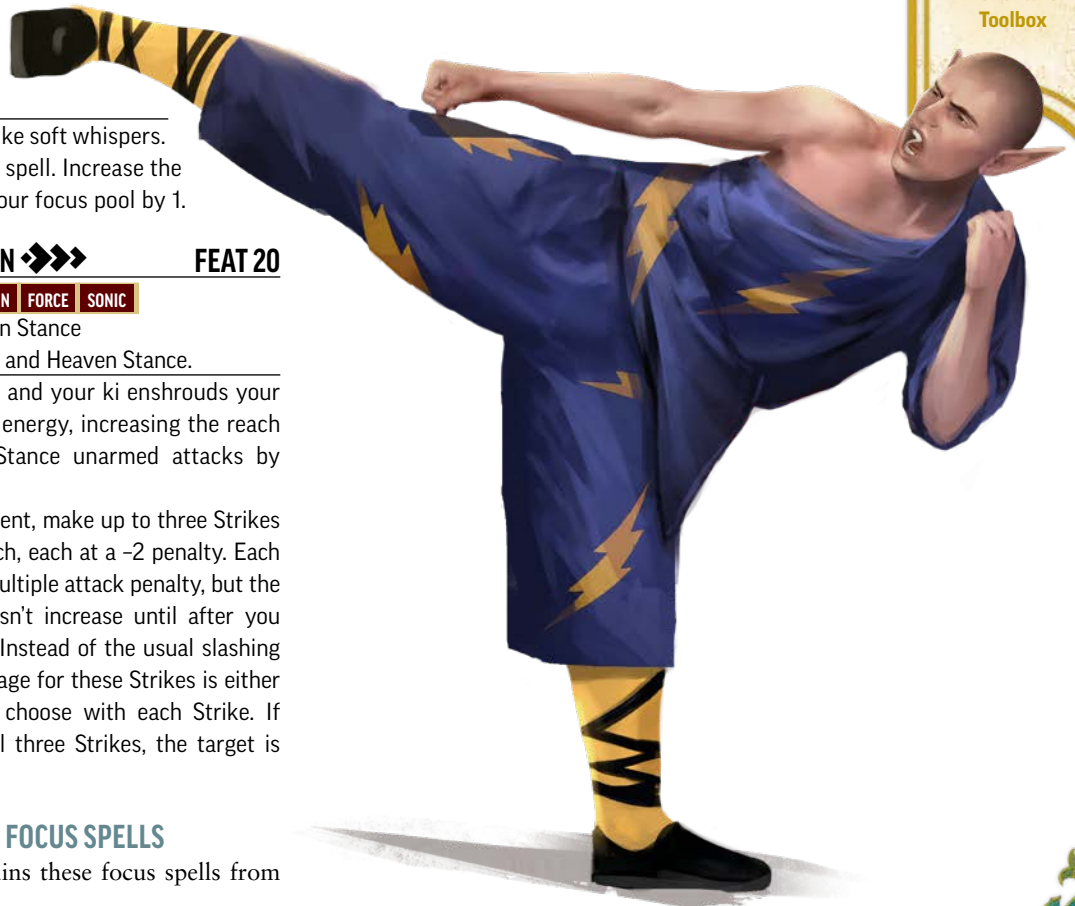 Toolbox
ke soft whispers.
spell. Increase the
our focus pool by 1.
N FEAT 20
N FORCE SONIC
n Stance
and Heaven Stance.
and your ki enshrouds your
energy, increasing the reach
Stance unarmed attacks by
ent, make up to three Strikes
ch, each at a –2 penalty. Each
ultiple attack penalty, but the
sn't increase until after you
Instead of the usual slashing
age for these Strikes is either
choose with each Strike. If
l three Strikes, the target is
FOCUS SPELLS
ins these focus spells from